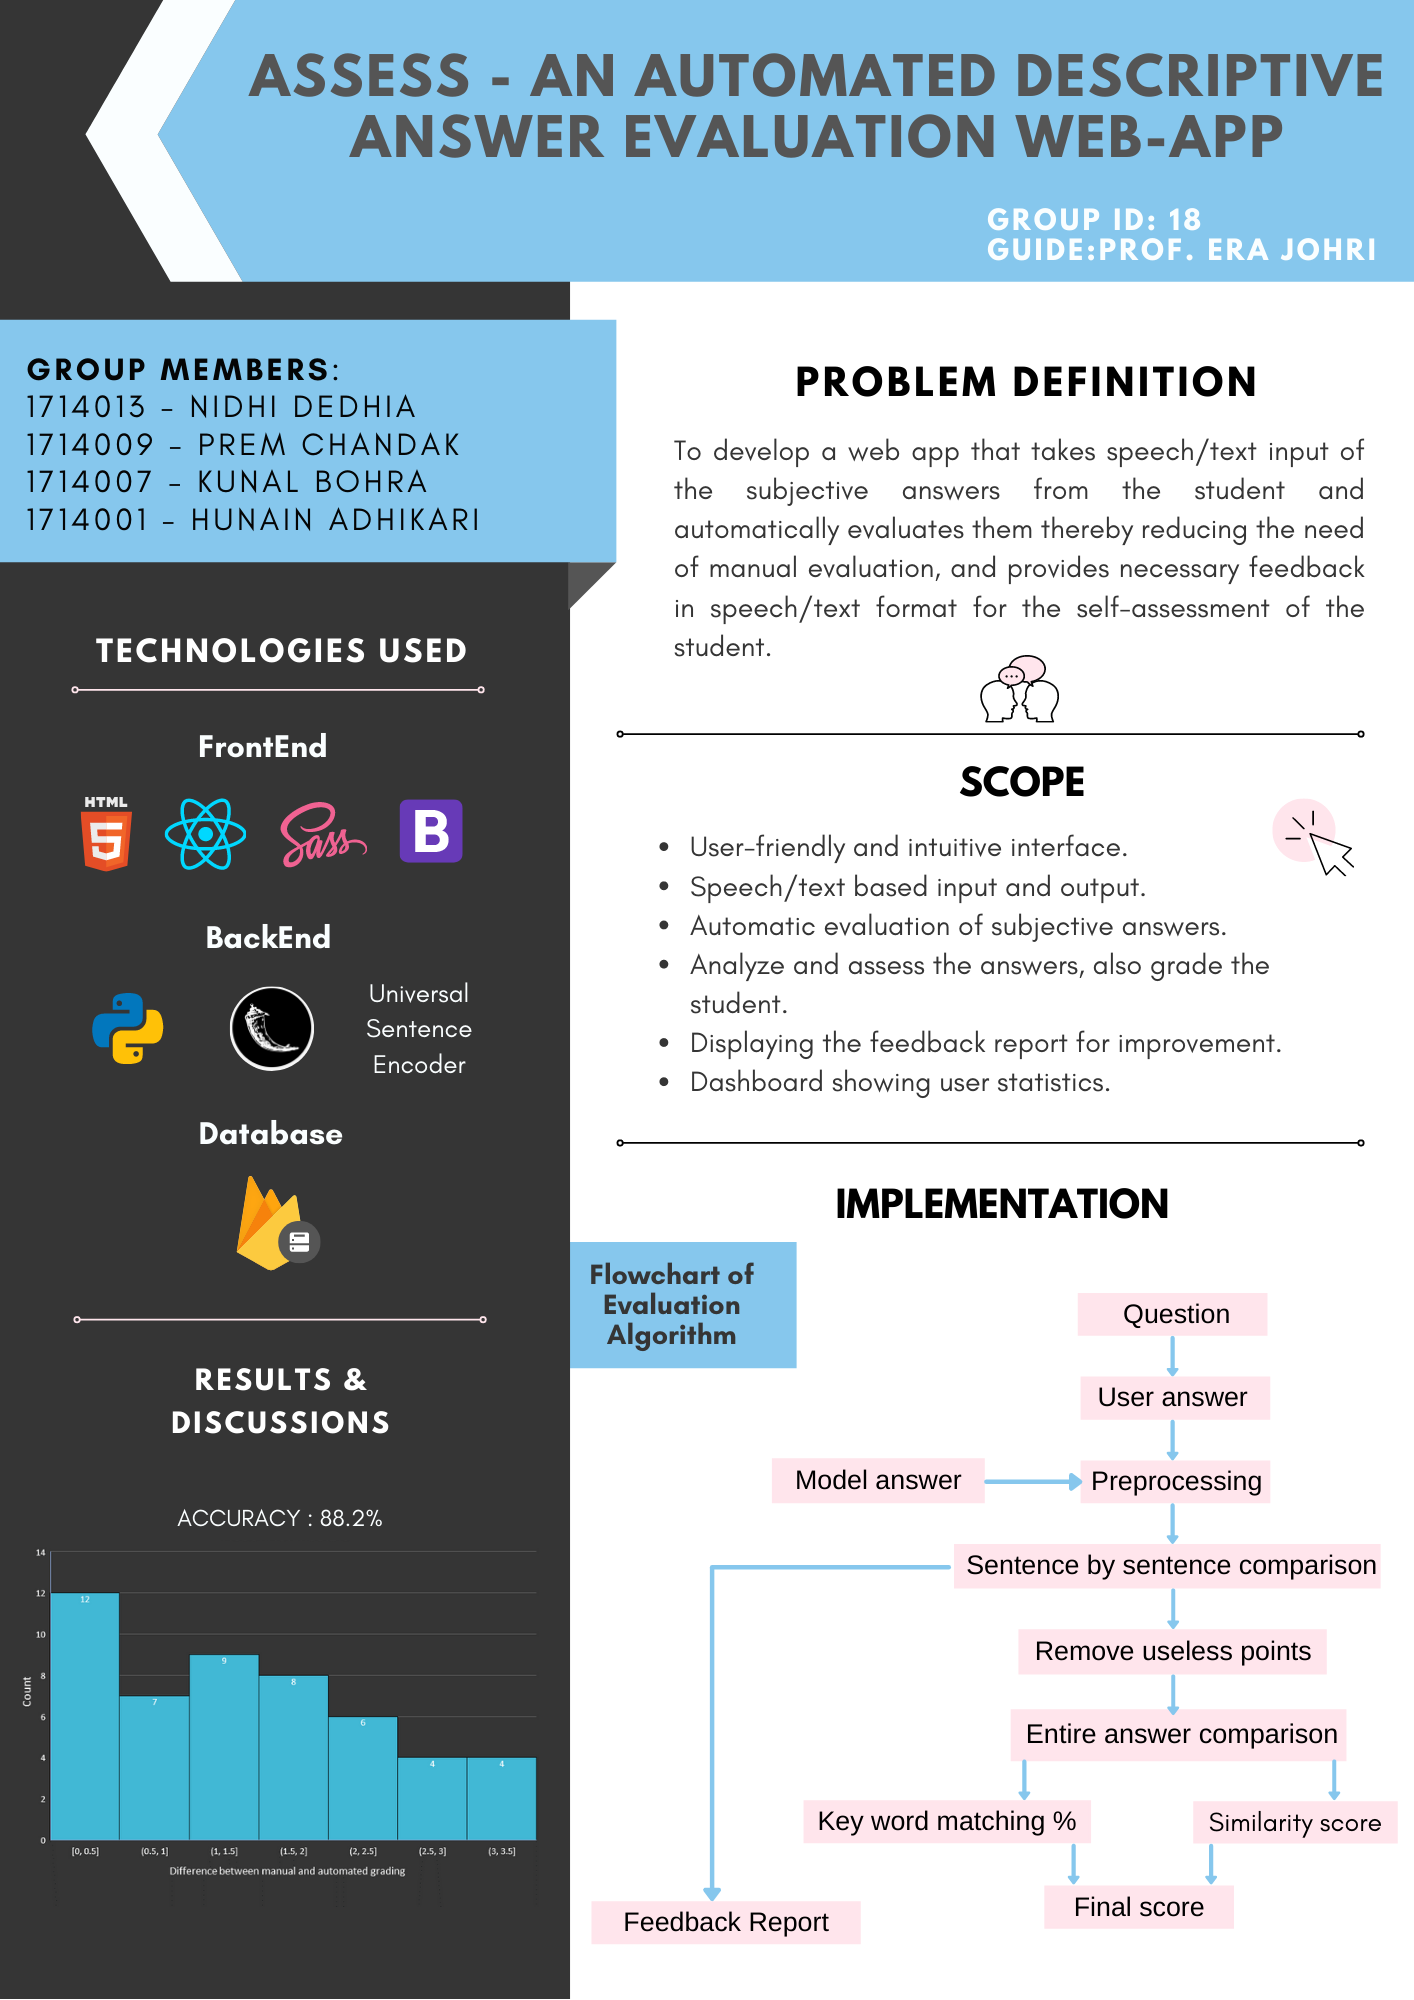 ASSESS - AN AUTOMATED DESCRIPTIVE
ANSWER EVALUATION WEB-APP
GROUP ID: 18
GUIDE:PROF. ERA JOHRI
GROUP MEMBERS:
1714013 – NIDHI DEDHIA
1714009 – PREM CHANDAK
1714007 – KUNAL BOHRA
1714001 – HUNAIN ADHIKARI
TECHNOLOGIES USED
FrontEnd
HTML
5
Sass
B
BackEnd
Universal
Sentence
Encoder
Database
RESULTS &
DISCUSSIONS
ACCURACY : 88.2%
14
12
10
8
6
4
2
0
Count
12
7
9
8
6
4
4
[0, 0.5]
(0.5, 1]
(1, 1.5]
(1.5, 2]
(2, 2.5]
(2.5, 3]
(3, 3.5]
Difference between manual and automated grading
PROBLEM DEFINITION
To develop a web app that takes speech/text input of
the subjective answers from the student and
automatically evaluates them thereby reducing the need
of manual evaluation, and provides necessary feedback
in speech/text format for the self-assessment of the
student.
SCOPE
• User-friendly and intuitive interface.
• Speech/text based input and output.
• Automatic evaluation of subjective answers.
• Analyze and assess the answers, also grade the
student.
• Displaying the feedback report for improvement.
• Dashboard showing user statistics.
IMPLEMENTATION
Flowchart of
Evaluation
Algorithm
Question
User answer
Model answer
Preprocessing
Sentence by sentence comparison
Remove useless points
Entire answer comparison
Key word matching %
Similarity score
Final score
Feedback Report